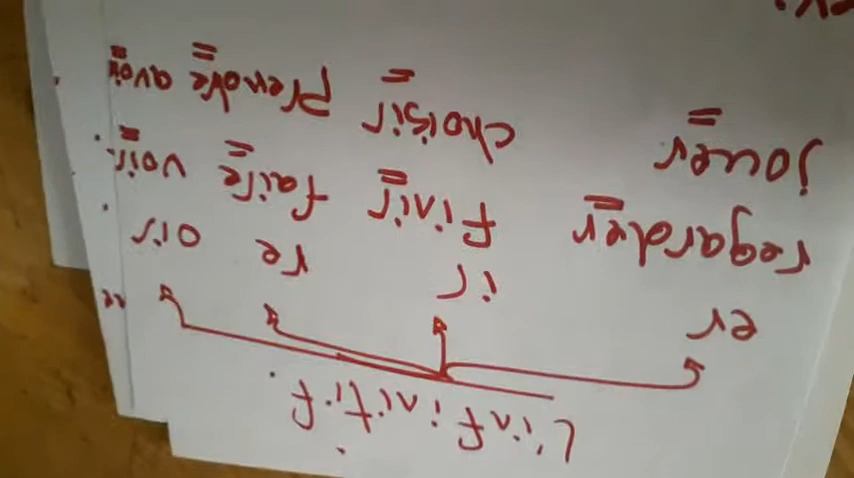 L'infinitif.
er ir re oir
regarder finir faire voir.
jouer choisir prendre avoir